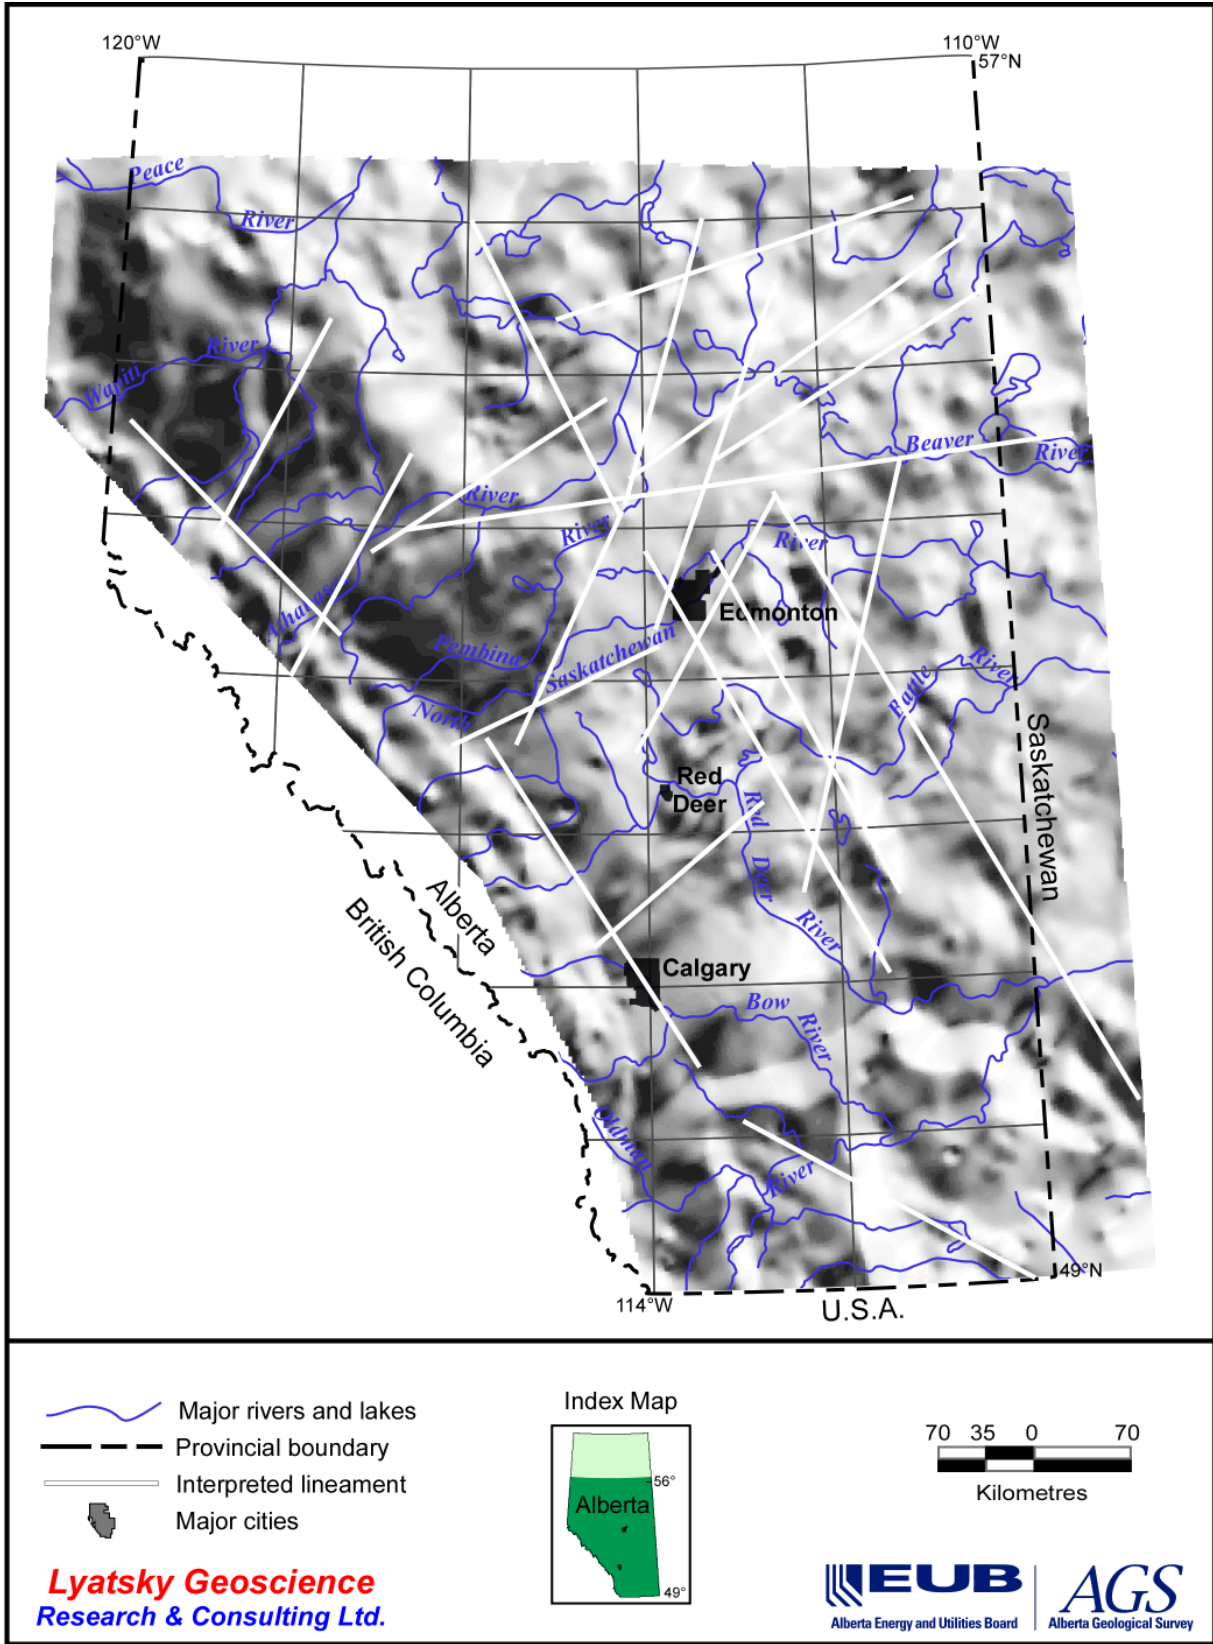 120°W
110°W
57°N
Peace
River
River
Wapiti
Beaver
River
River
River
River
Athabasca
Edmonton
Pembina
Saskatchewan
North
Battle
River
Saskatchewan
Red
Deer
Red
Deer
River
Alberta
British Columbia
Calgary
Bow
River
Oldman
River
49°N
114°W
U.S.A.
Major rivers and lakes
Provincial boundary
Interpreted lineament
Major cities
Index Map
56°
Alberta
49°
70 35 0 70
Kilometres
Lyatsky Geoscience
Research & Consulting Ltd.
EUB
Alberta Energy and Utilities Board
AGS
Alberta Geological Survey